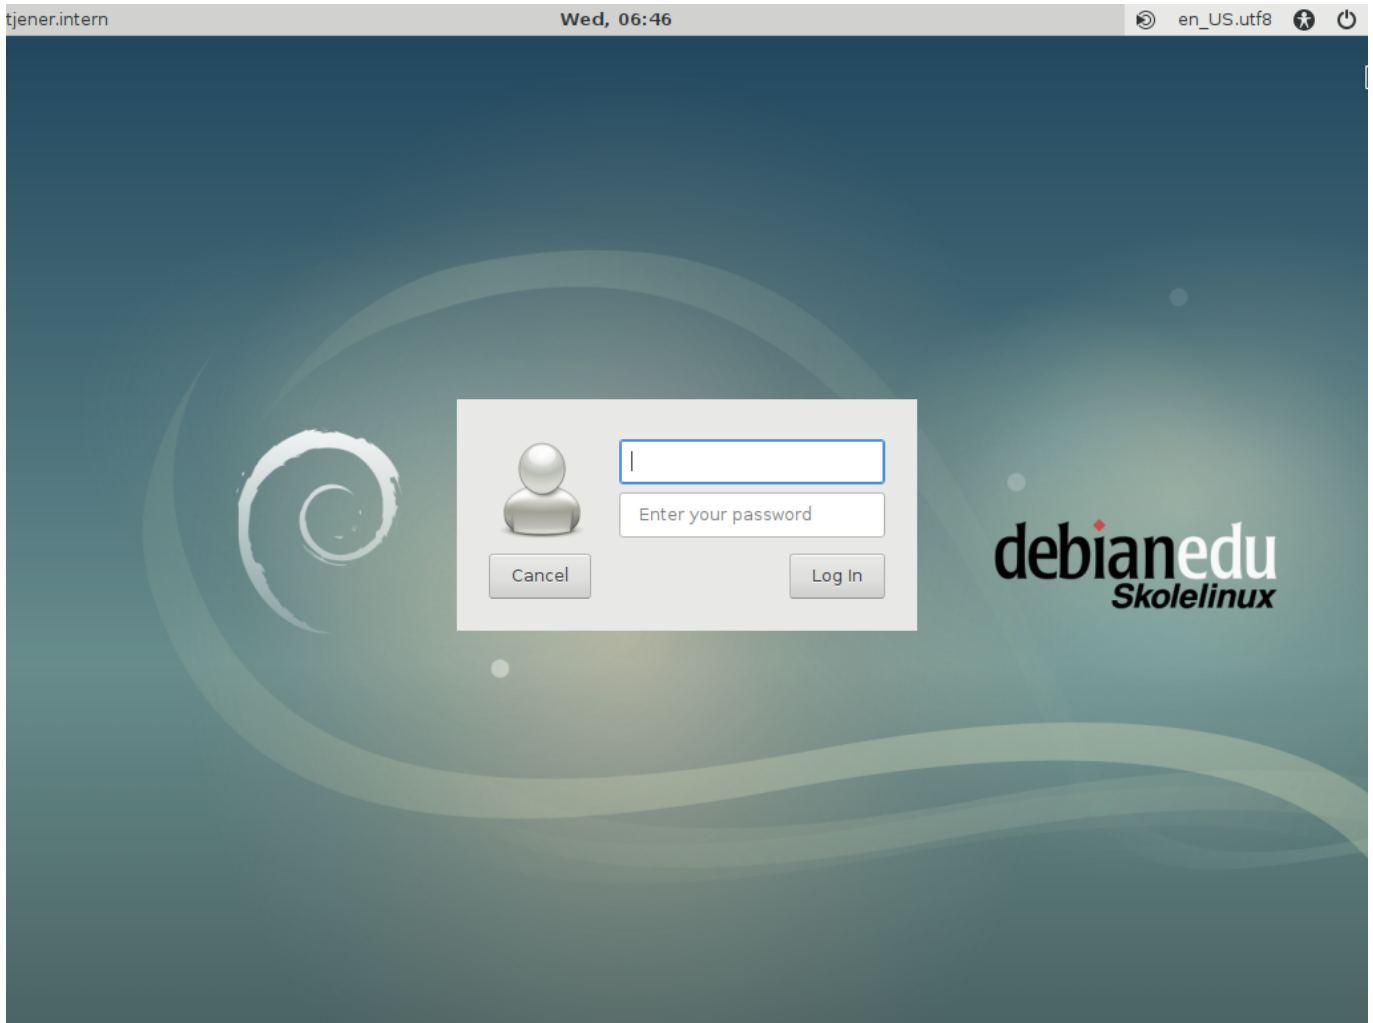 tjener.intern
Wed, 06:46
en_US.utf8
Enter your password
Cancel
Log In
debianedu
Skolelinux